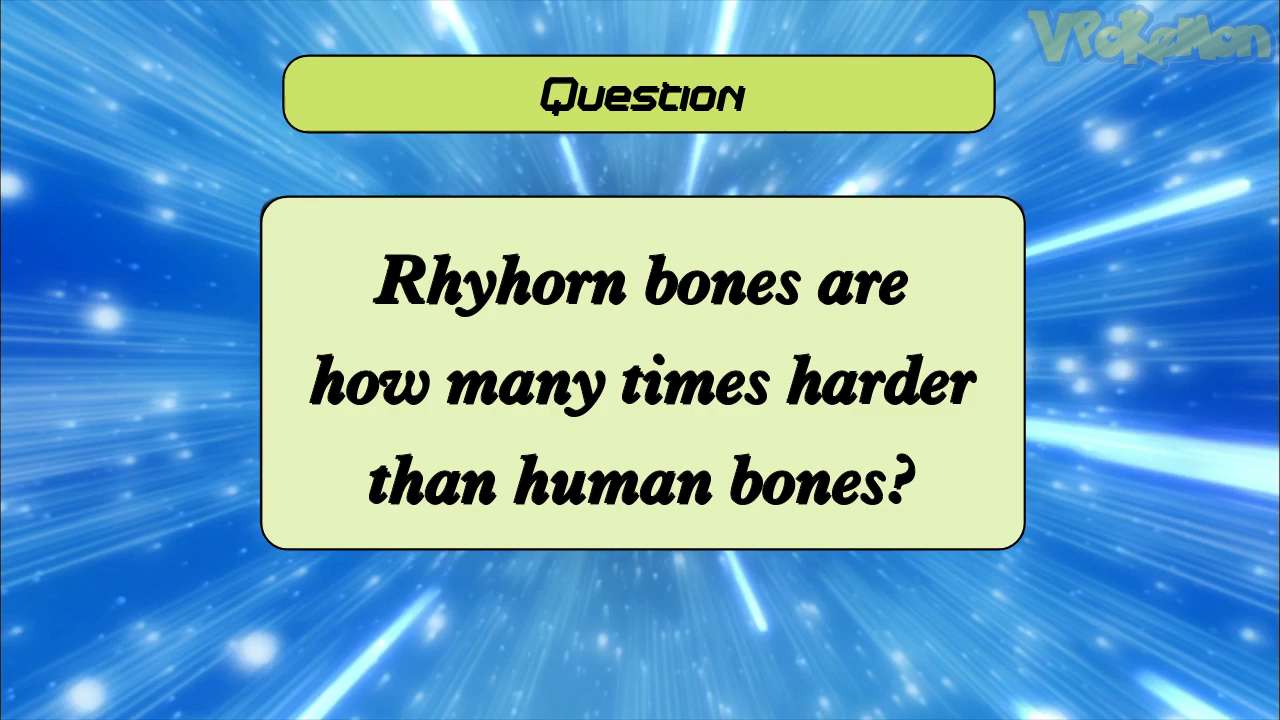 VPokemon
Question
Rhyhorn bones are
how many times harder
than human bones?